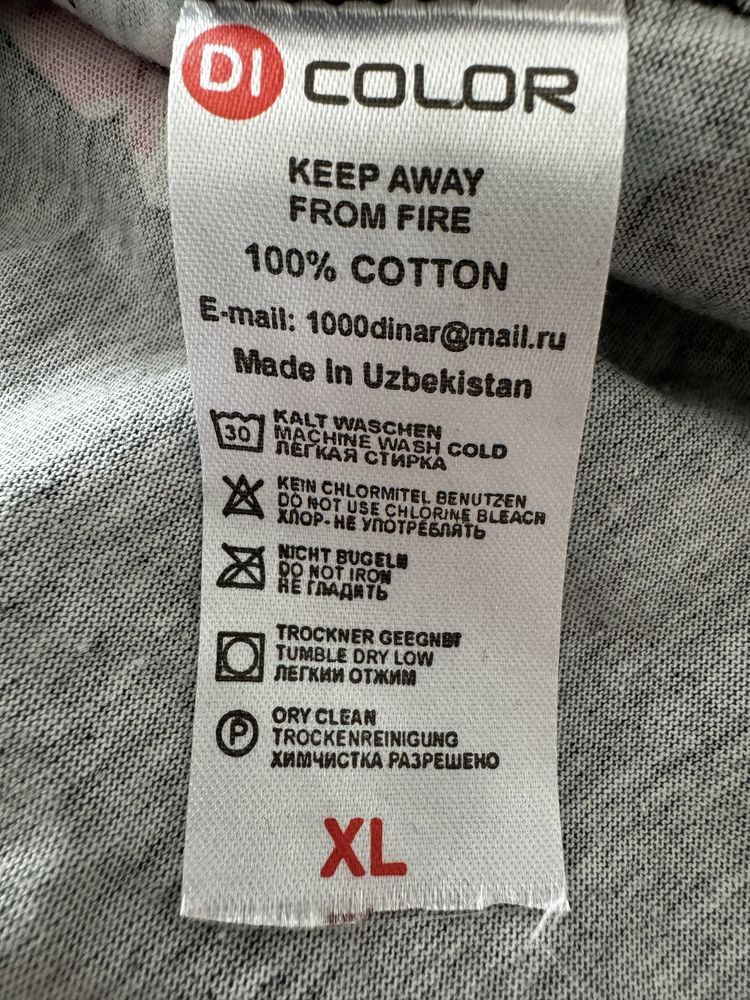 DI COLOR
KEEP AWAY
FROM FIRE
100% COTTON
E-mail: 1000dinar@mail.ru
Made In Uzbekistan
30
KALT WASCHEN
MACHINE WASH COLD
ЛЕГКАЯ СТИРКА
KEIN CHLORMITEL BENUTZEN
DO NOT USE CHLORINE BLEACH
ХЛОР- НЕ УПОТРЕБЛЯТЬ
NICHT BUGELN
DO NOT IRON
НЕ ГЛАДИТЬ
TROCKNER GEEGNBT
TUMBLE DRY LOW
ЛЕГКИИ ОТЖИМ
P
ORY CLEAN
TROCKENREINIGUNG
ХИМЧИСТКА РАЗРЕШЕНО
XL